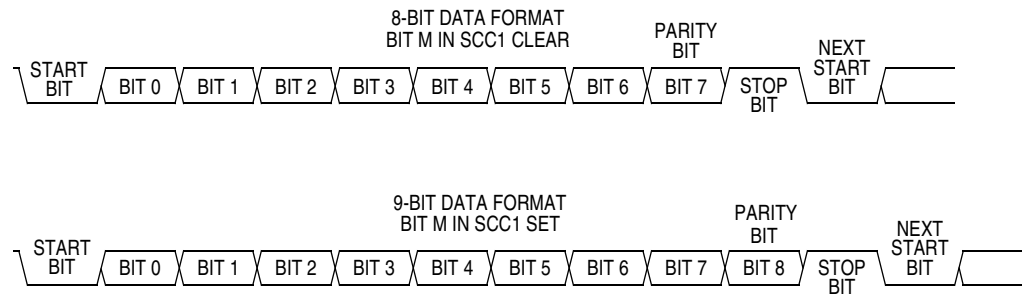 8-BIT DATA FORMAT
BIT M IN SCC1 CLEAR
PARITY
BIT
NEXT
START
BIT
START
BIT
BIT 0
BIT 1
BIT 2
BIT 3
BIT 4
BIT 5
BIT 6
BIT 7
STOP
BIT
9-BIT DATA FORMAT
BIT M IN SCC1 SET
PARITY
BIT
NEXT
START
BIT
START
BIT
BIT 0
BIT 1
BIT 2
BIT 3
BIT 4
BIT 5
BIT 6
BIT 7
BIT 8
STOP
BIT